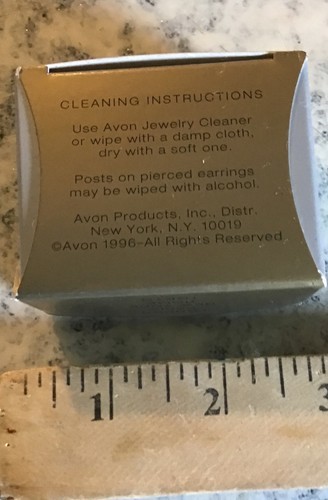 CLEANING INSTRUCTIONS
Use Avon Jewelry Cleaner
or wipe with a damp cloth,
dry with a soft one.
Posts on pierced earrings
may be wiped with alcohol.
Avon Products, Inc., Distr.
New York, N.Y. 10019
©Avon 1996–All Rights Reserved
1 2 3